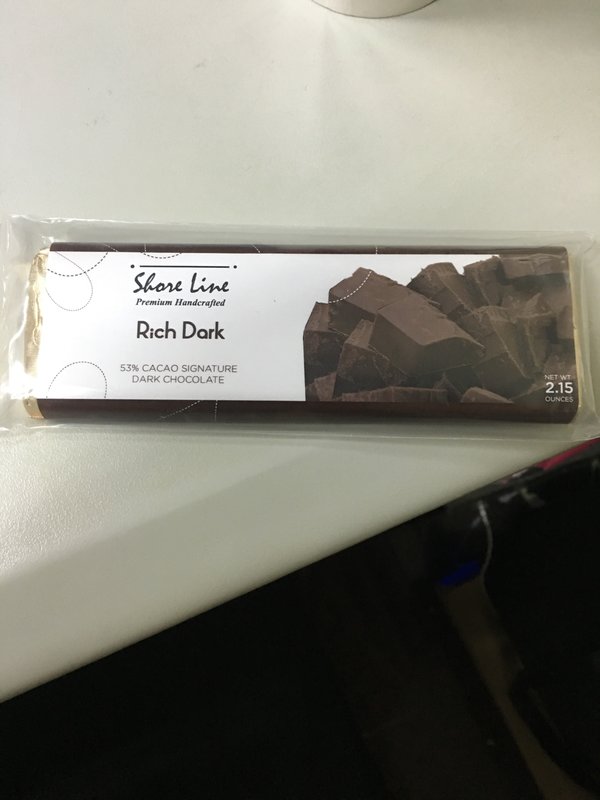 Shore Line
Premium Handcrafted
Rich Dark
53% CACAO SIGNATURE
DARK CHOCOLATE
NET WT.
2.15
OUNCES